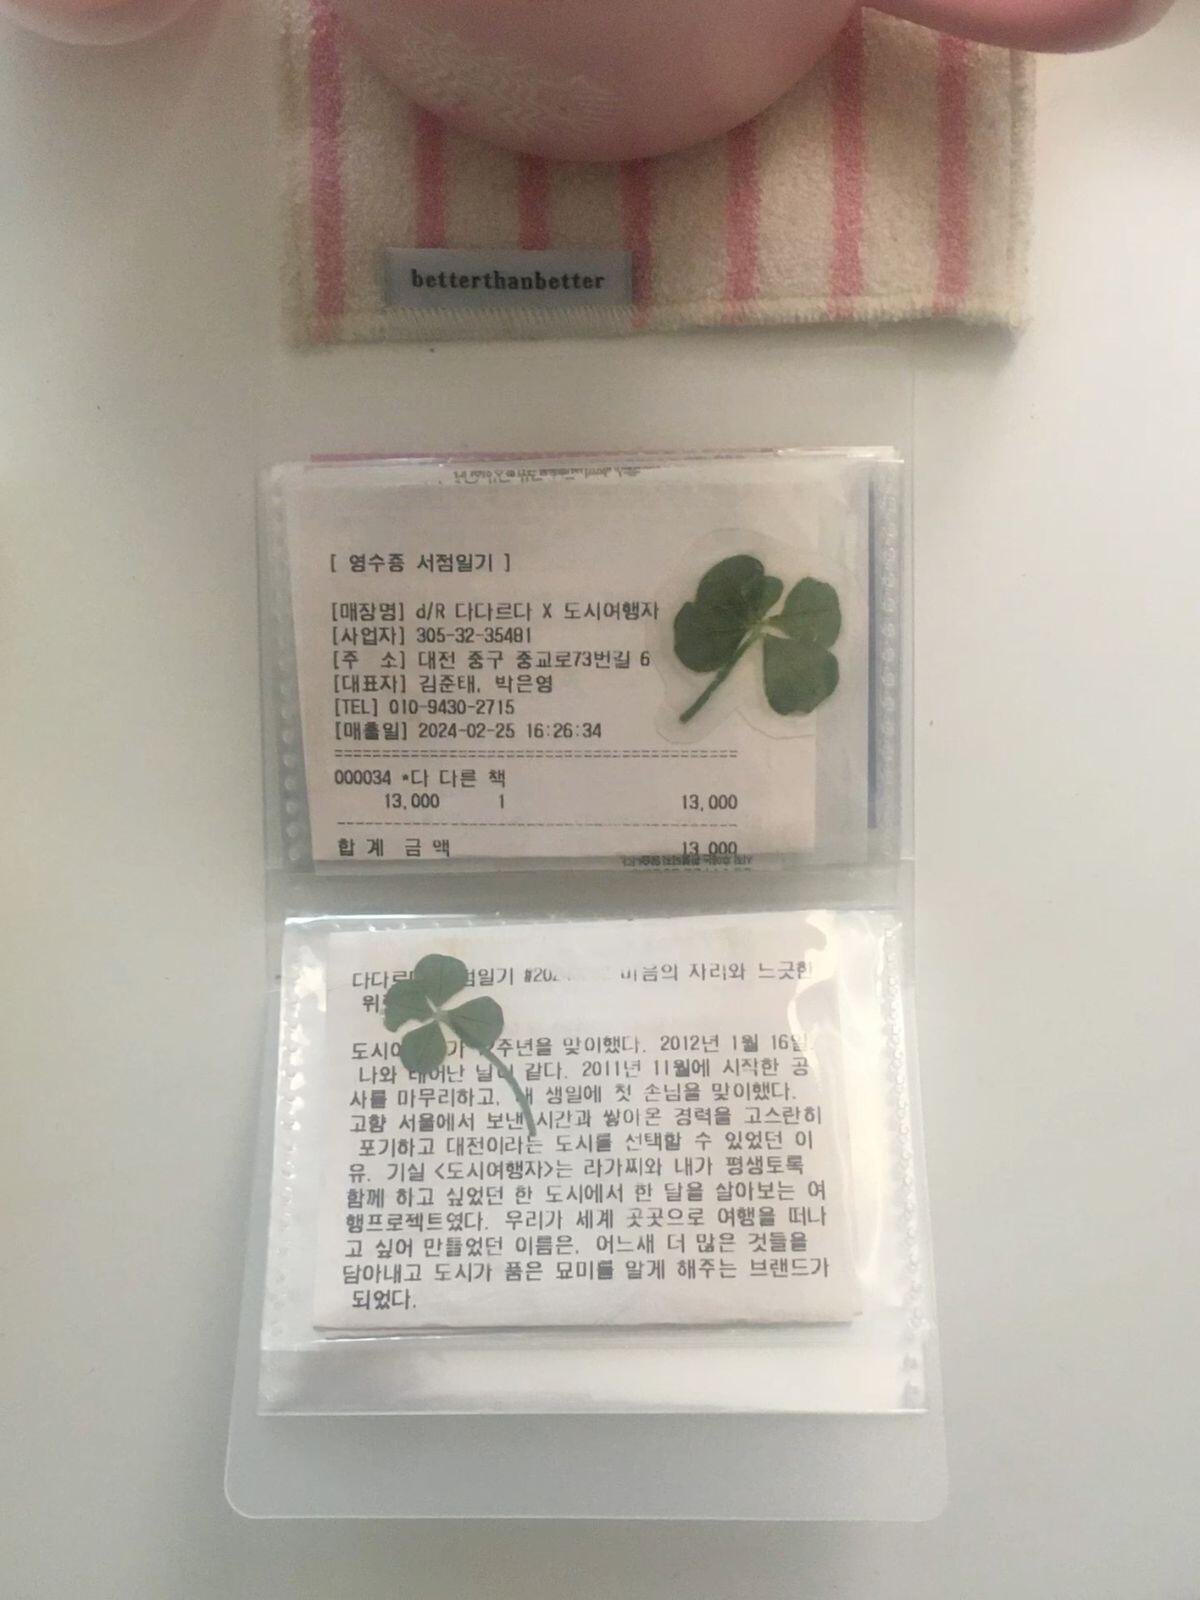 betterthanbetter
[ 영수증 서점일기 ]
[매장명] d/R 다다르다 X 도시여행자
[사업자] 305-32-35481
[주 소] 대전 중구 중교로73번길 6
[대표자] 김준태, 박은영
[TEL] 010-9430-2715
[매출일] 2024-02-25 16:26:34
000034 *다 다른 책
13,000 1 13,000
합 계 금 액 13,000
마음의 자리와 느긋한
도시 가 주년을 맞이했다. 2012년 1월 16일.
나와 태어난 날이 같다. 2011년 11월에 시작한 공
사를 마무리하고, 내 생일에 첫 손님을 맞이했다.
고향 서울에서 보낸 시간과 쌓아온 경력을 고스란히
포기하고 대전이라는 도시를 선택할 수 있었던 이
유. 기실 <도시여행자>는 라가찌와 내가 평생토록
함께 하고 싶었던 한 도시에서 한 달을 살아보는 여
행프로젝트였다. 우리가 세계 곳곳으로 여행을 떠나
고 싶어 만들었던 이름은, 어느새 더 많은 것들을
담아내고 도시가 품은 묘미를 알게 해주는 브랜드가
되었다.